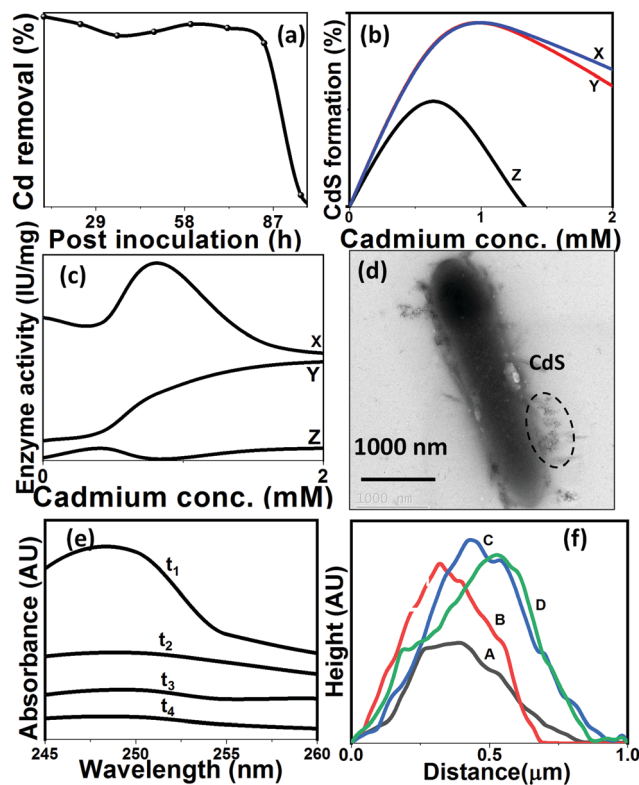 (a)
Cd removal (%)
29 58 87
Post inoculation (h)
(b)
CdS formation (%)
X
Y
Z
0 1 2
Cadmium conc. (mM)
(c)
Enzyme activity (IU/mg)
X
Y
Z
0 2
Cadmium conc. (mM)
(d)
CdS
1000 nm
1000 nm
(e)
Absorbance (AU)
t1
t2
t3
t4
245 250 255 260
Wavelength (nm)
(f)
Height (AU)
C
D
B
A
0.0 0.5 1.0
Distance(μm)